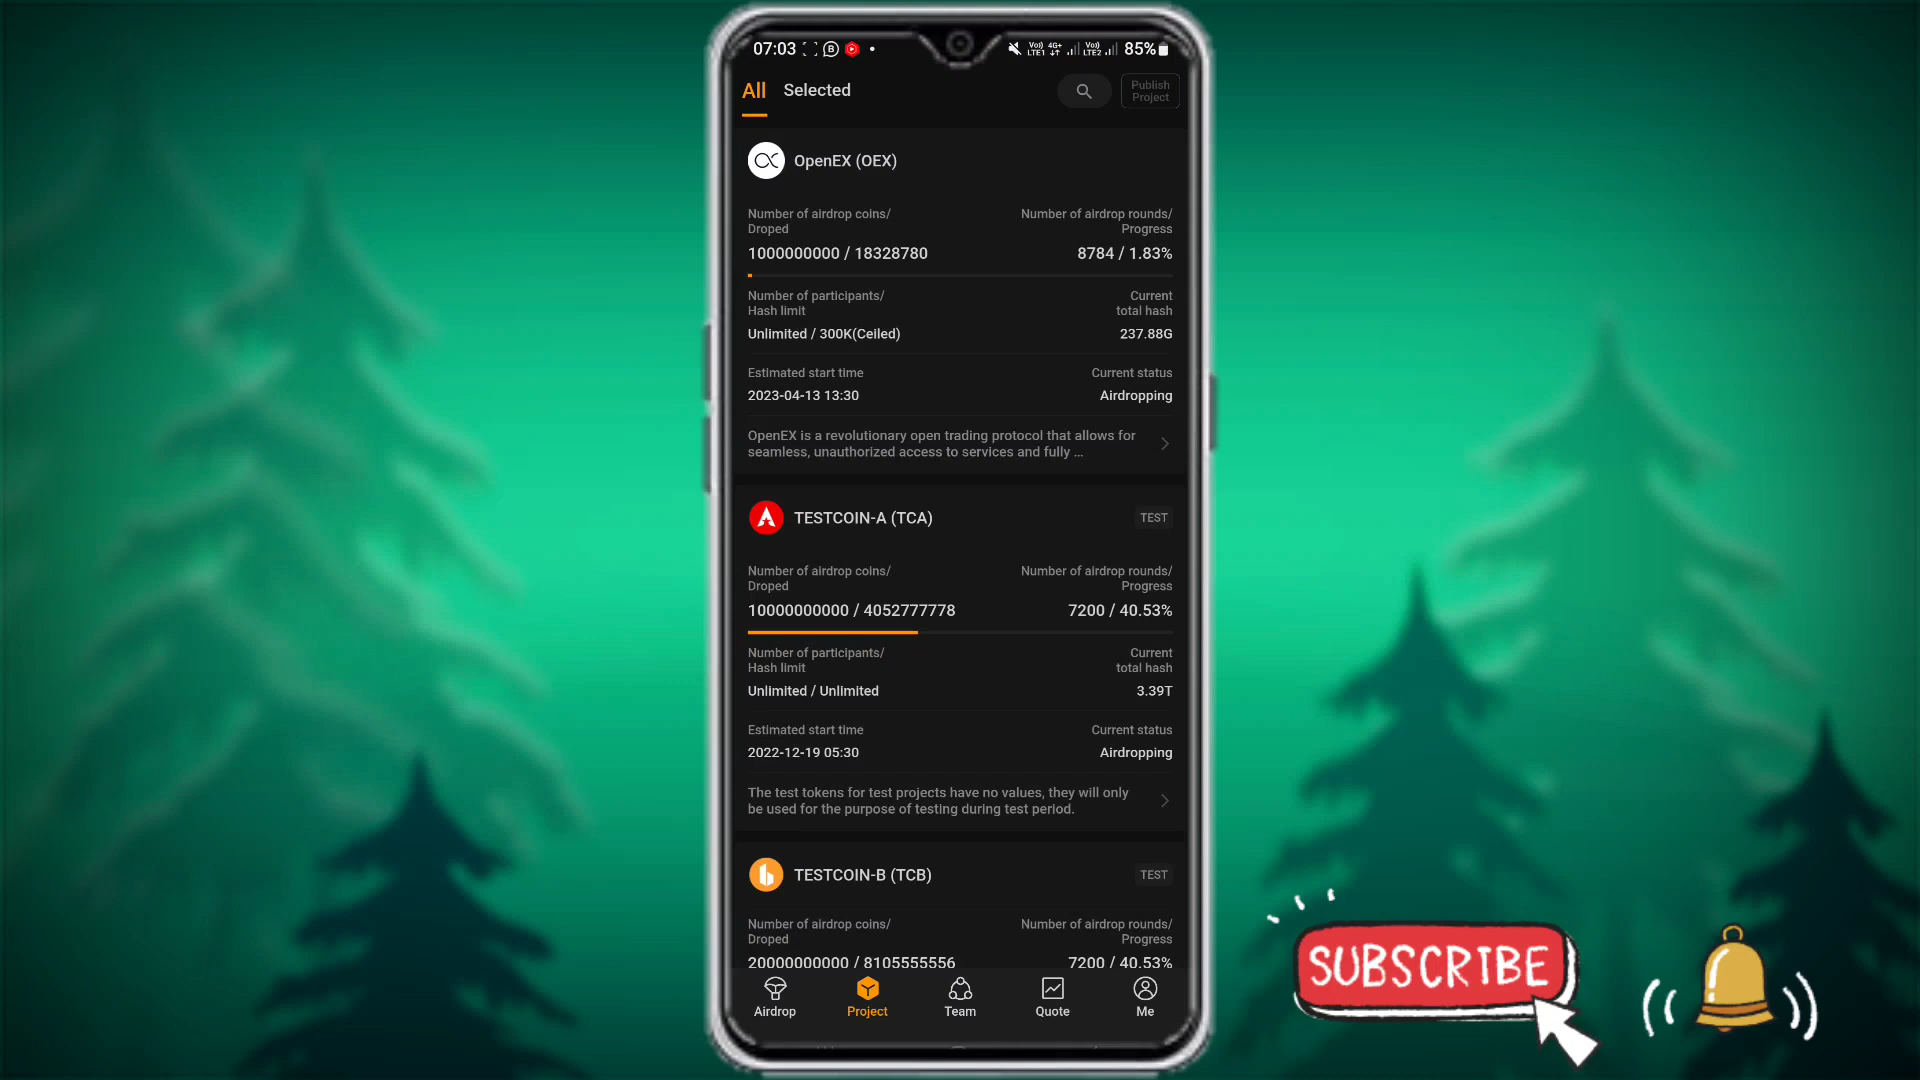 07:03
Vo) 4G+ Vo) 85%
LTE1 LTE2
All Selected
Publish
Project
OpenEX (OEX)
Number of airdrop coins/
Droped
Number of airdrop rounds/
Progress
1000000000 / 18328780
8784 / 1.83%
Number of participants/
Hash limit
Current
total hash
Unlimited / 300K(Ceiled)
237.88G
Estimated start time
Current status
2023-04-13 13:30
Airdropping
OpenEX is a revolutionary open trading protocol that allows for
seamless, unauthorized access to services and fully ...
TESTCOIN-A (TCA)
TEST
Number of airdrop coins/
Droped
Number of airdrop rounds/
Progress
10000000000 / 4052777778
7200 / 40.53%
Number of participants/
Hash limit
Current
total hash
Unlimited / Unlimited
3.39T
Estimated start time
Current status
2022-12-19 05:30
Airdropping
The test tokens for test projects have no values, they will only
be used for the purpose of testing during test period.
TESTCOIN-B (TCB)
TEST
Number of airdrop coins/
Droped
Number of airdrop rounds/
Progress
20000000000 / 8105555556
7200 / 40.53%
Airdrop
Project
Team
Quote
Me
SUBSCRIBE